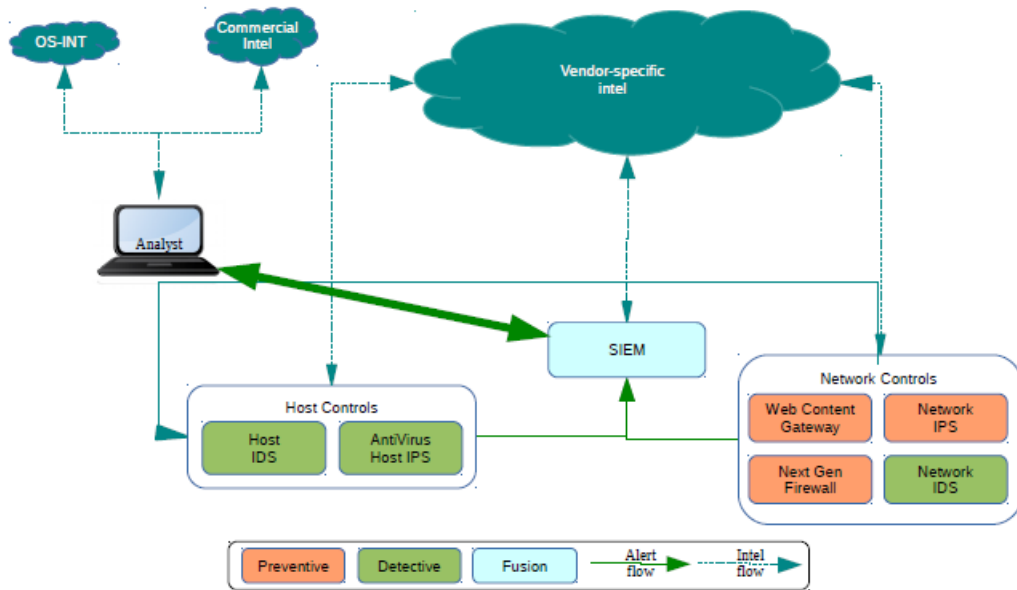 OS-INT
Commercial
Intel
Vendor-specific
intel
Analyst
SIEM
Host Controls
Host
IDS
AntiVirus
Host IPS
Network Controls
Web Content
Gateway
Network
IPS
Next Gen
Firewall
Network
IDS
Preventive
Detective
Fusion
Alert
flow
Intel
flow